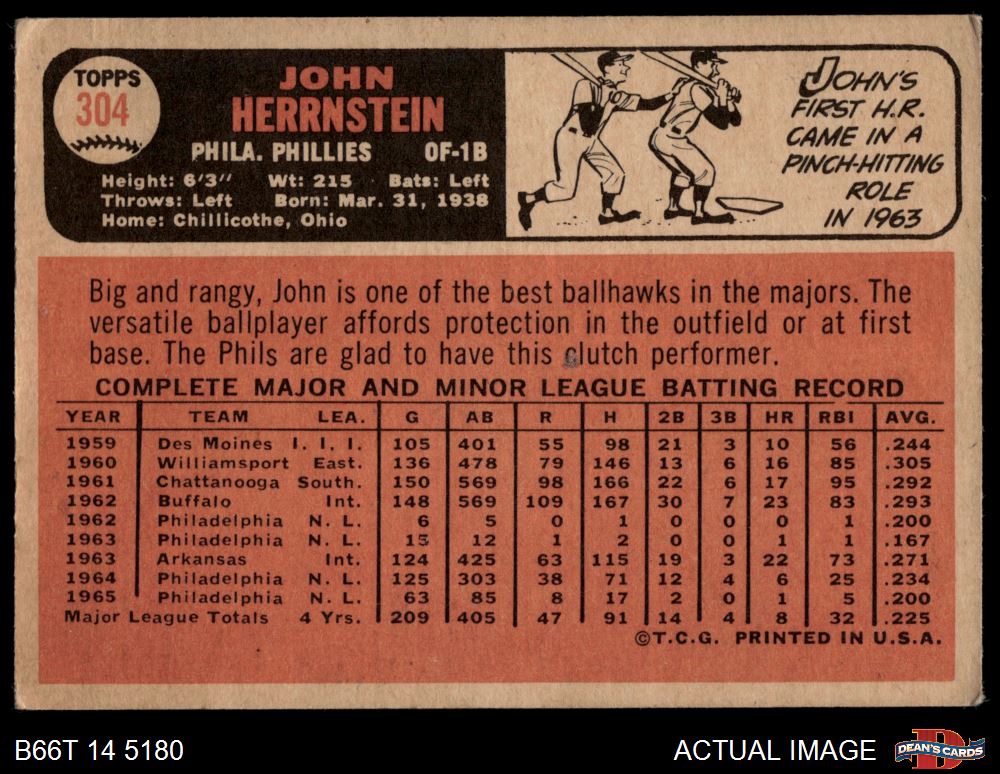 TOPPS
304
JOHN
HERRNSTEIN
PHILA. PHILLIES OF-1B
Height: 6'3" Wt: 215 Bats: Left
Throws: Left Born: Mar. 31, 1938
Home: Chillicothe, Ohio
JOHN'S
FIRST H.R.
CAME IN A
PINCH-HITTING
ROLE
IN 1963
Big and rangy, John is one of the best ballhawks in the majors. The
versatile ballplayer affords protection in the outfield or at first
base. The Phils are glad to have this clutch performer.
COMPLETE MAJOR AND MINOR LEAGUE BATTING RECORD
YEAR TEAM LEA. G AB R H 2B 3B HR RBI AVG.
1959 Des Moines I. I. I. 105 401 55 98 21 3 10 56 .244
1960 Williamsport East. 136 478 79 146 13 6 16 85 .305
1961 Chattanooga South. 150 569 98 166 22 6 17 95 .292
1962 Buffalo Int. 148 569 109 167 30 7 23 83 .293
1962 Philadelphia N. L. 6 5 0 1 0 0 0 1 .200
1963 Philadelphia N. L. 15 12 1 2 0 0 1 1 .167
1963 Arkansas Int. 124 425 63 115 19 3 22 73 .271
1964 Philadelphia N. L. 125 303 38 71 12 4 6 25 .234
1965 Philadelphia N. L. 63 85 8 17 2 0 1 5 .200
Major League Totals 4 Yrs. 209 405 47 91 14 4 8 32 .225
©T.C.G. PRINTED IN U.S.A.
B66T 14 5180
ACTUAL IMAGE
DEAN'S CARDS